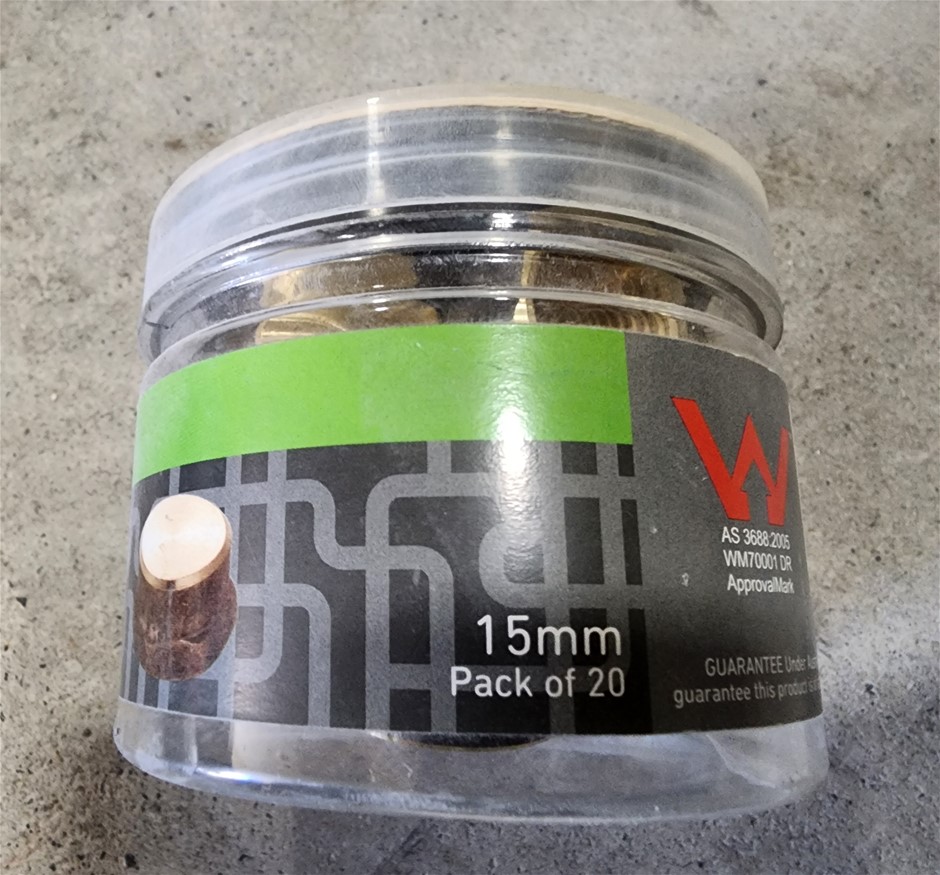 15mm
Pack of 20
W
AS 3688:2005
WM70001 DR
ApprovalMark
GUARANTEE Under
guarantee this product